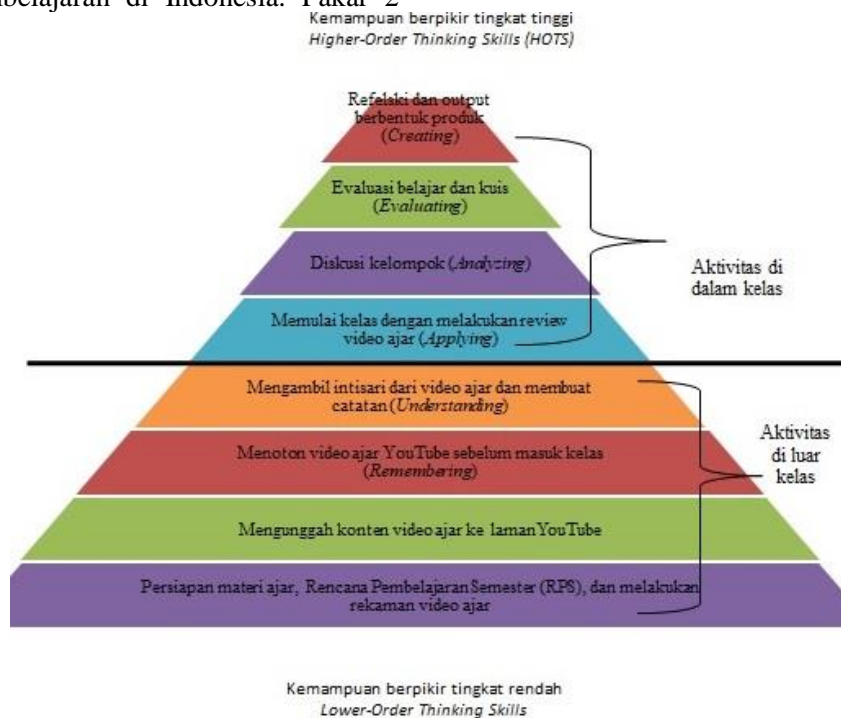 belajaran di Indonesia. Pakar 2
Kemampuan berpikir tingkat tinggi
Higher-Order Thinking Skills (HOTS)
Refelski dan output
berbentuk produk
(Creating)
Evaluasi belajar dan kuis
(Evaluating)
Diskusi kelompok (Analyzing)
Memulai kelas dengan melakukan review
video ajar (Applying)
Aktivitas di
dalam kelas
Mengambil intisari dari video ajar dan membuat
catatan (Understanding)
Menoton video ajar YouTube sebelum masuk kelas
(Remembering)
Mengunggah konten video ajar ke laman YouTube
Persiapan materi ajar, Rencana Pembelajaran Semester (RPS), dan melakukan
rekaman video ajar
Aktivitas
di luar
kelas
Kemampuan berpikir tingkat rendah
Lower-Order Thinking Skills